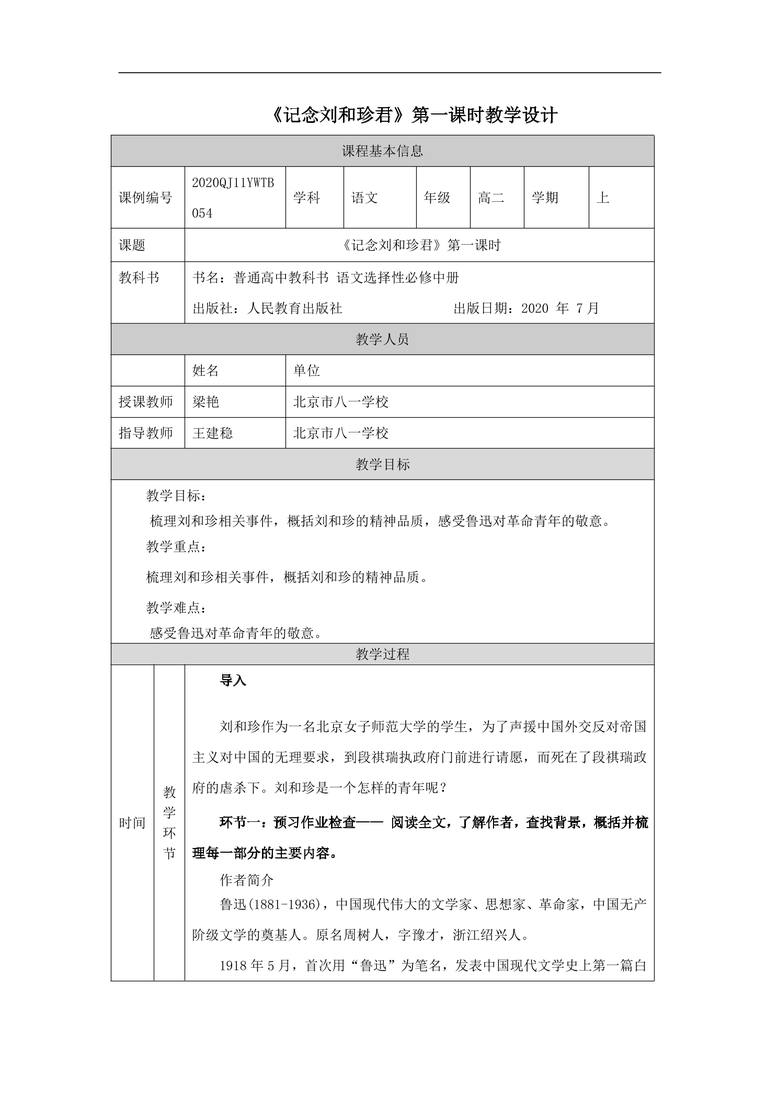 《记念刘和珍君》第一课时教学设计
课程基本信息
课例编号 2020QJ11YWTB054 学科 语文 年级 高二 学期 上
课题 《记念刘和珍君》第一课时
教科书 书名：普通高中教科书 语文选择性必修中册
出版社：人民教育出版社 出版日期：2020 年 7 月
教学人员
姓名 单位
授课教师 梁艳 北京市八一学校
指导教师 王建稳 北京市八一学校
教学目标
教学目标：
梳理刘和珍相关事件，概括刘和珍的精神品质，感受鲁迅对革命青年的敬意。
教学重点：
梳理刘和珍相关事件，概括刘和珍的精神品质。
教学难点：
感受鲁迅对革命青年的敬意。
教学过程
时间 教学环节
导入
刘和珍作为一名北京女子师范大学的学生，为了声援中国外交反对帝国
主义对中国的无理要求，到段祺瑞执政府门前进行请愿，而死在了段祺瑞政
府的虐杀下。刘和珍是一个怎样的青年呢？
环节一：预习作业检查—— 阅读全文，了解作者，查找背景，概括并梳
理每一部分的主要内容。
作者简介
鲁迅(1881-1936)，中国现代伟大的文学家、思想家、革命家，中国无产
阶级文学的奠基人。原名周树人，字豫才，浙江绍兴人。
1918 年 5 月，首次用“鲁迅”为笔名，发表中国现代文学史上第一篇白